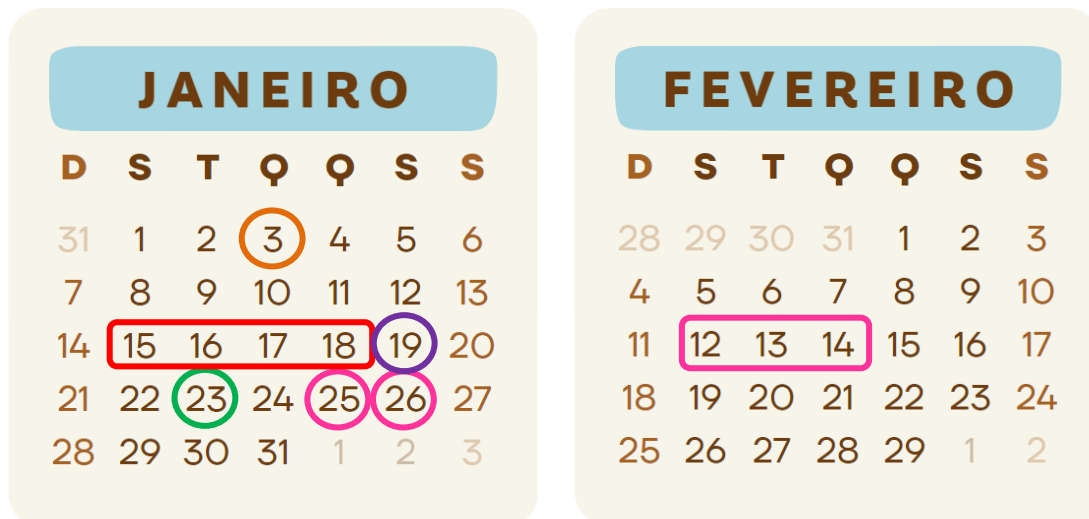 JANEIRO
D S T Q Q S S
31 1 2 3 4 5 6
7 8 9 10 11 12 13
14 15 16 17 18 19 20
21 22 23 24 25 26 27
28 29 30 31 1 2 3
FEVEREIRO
D S T Q Q S S
28 29 30 31 1 2 3
4 5 6 7 8 9 10
11 12 13 14 15 16 17
18 19 20 21 22 23 24
25 26 27 28 29 1 2